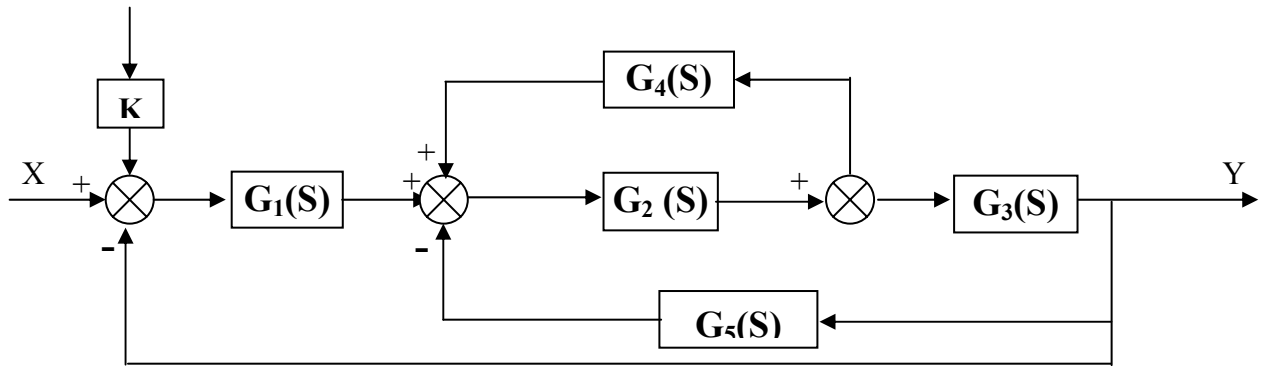 G₄(S)
K
+
X
+
+
+
Y
G₁(S)
G₂ (S)
G₃(S)
-
-
G₅(S)